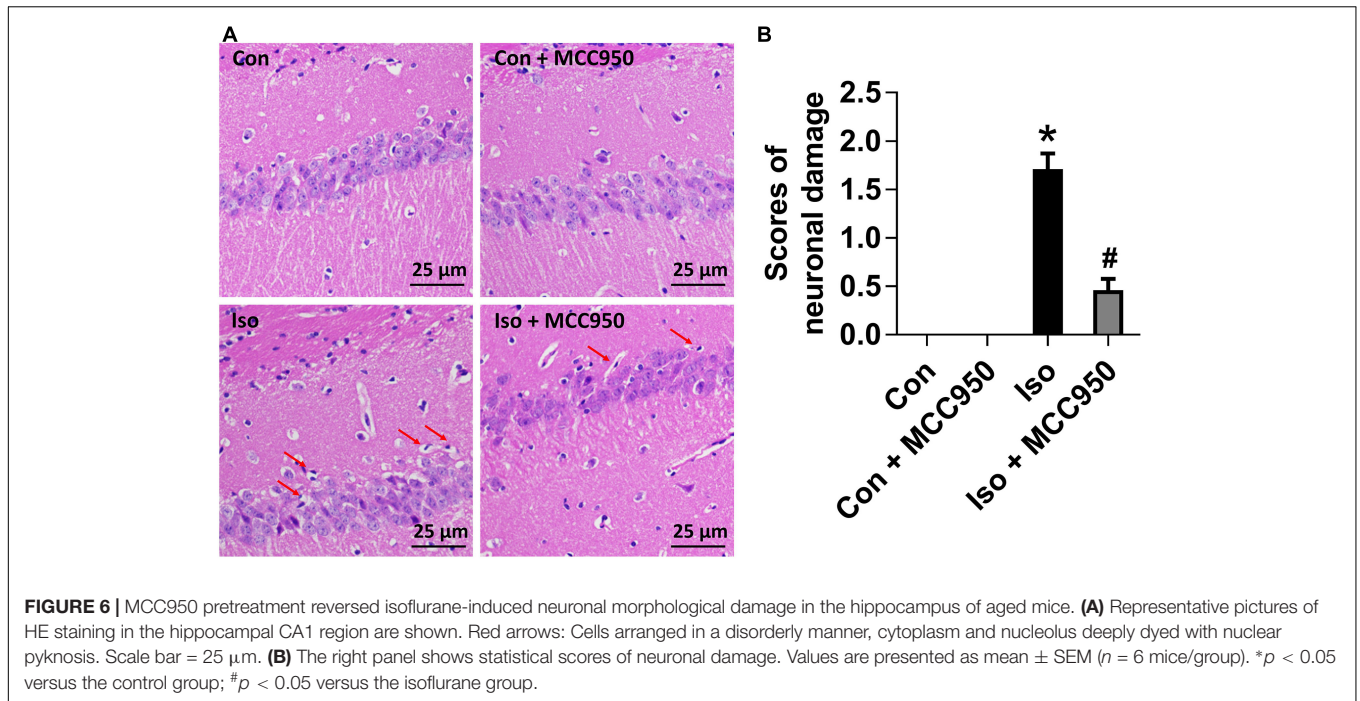 A
Con
Con + MCC950
25 µm
25 µm
Iso
Iso + MCC950
25 µm
25 µm
B
Scores of
neuronal damage
2.5
2.0
1.5
1.0
0.5
0.0
*
#
Con
Con + MCC950
Iso
Iso + MCC950
FIGURE 6 | MCC950 pretreatment reversed isoflurane-induced neuronal morphological damage in the hippocampus of aged mice. (A) Representative pictures of
HE staining in the hippocampal CA1 region are shown. Red arrows: Cells arranged in a disorderly manner, cytoplasm and nucleolus deeply dyed with nuclear
pyknosis. Scale bar = 25 µm. (B) The right panel shows statistical scores of neuronal damage. Values are presented as mean ± SEM (n = 6 mice/group). *p < 0.05
versus the control group; #p < 0.05 versus the isoflurane group.